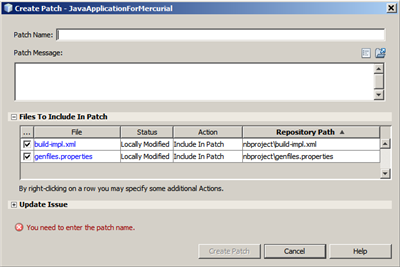 Create Patch - JavaApplicationForMercurial
Patch Name:
Patch Message:
Files To Include In Patch
... File Status Action Repository Path
build-impl.xml Locally Modified Include In Patch nbproject\build-impl.xml
genfiles.properties Locally Modified Include In Patch nbproject\genfiles.properties
By right-clicking on a row you may specify some additional Actions.
Update Issue
You need to enter the patch name.
Create Patch Cancel Help